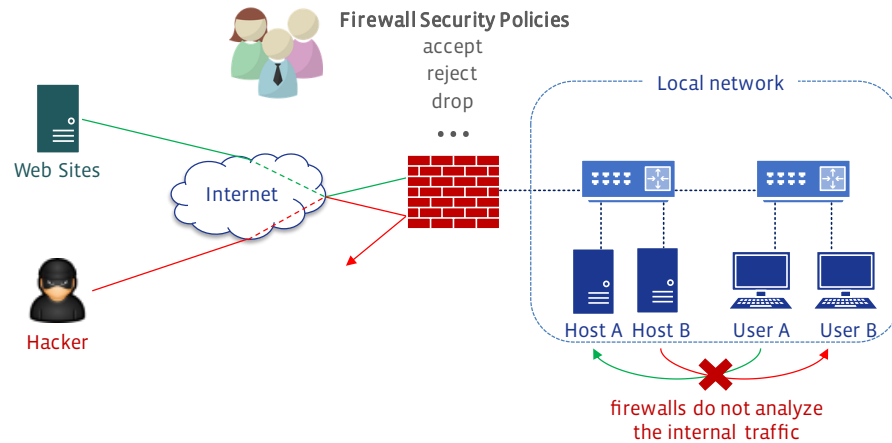 Firewall Security Policies
accept
reject
drop
•••
Local network
Web Sites
Internet
Hacker
Host A
Host B
User A
User B
firewalls do not analyze
the internal traffic